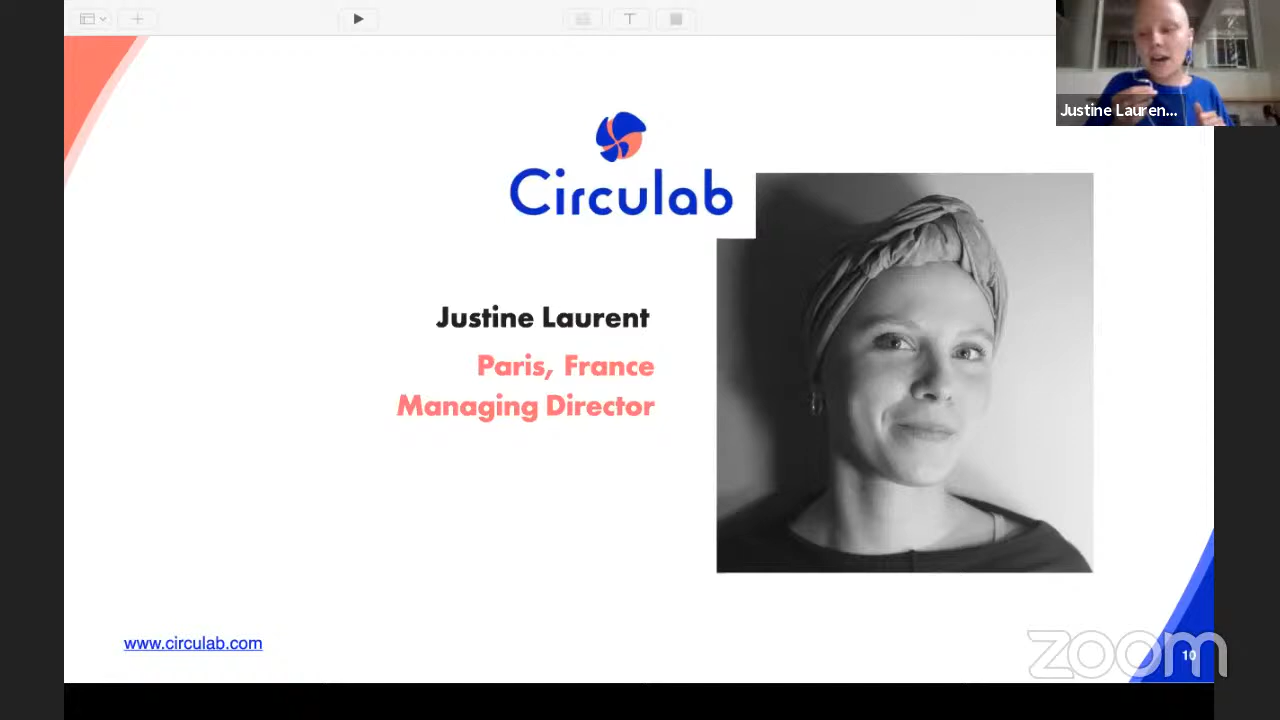 Justine Lauren...
Circulab
Justine Laurent
Paris, France
Managing Director
www.circulab.com
zoom
10
T